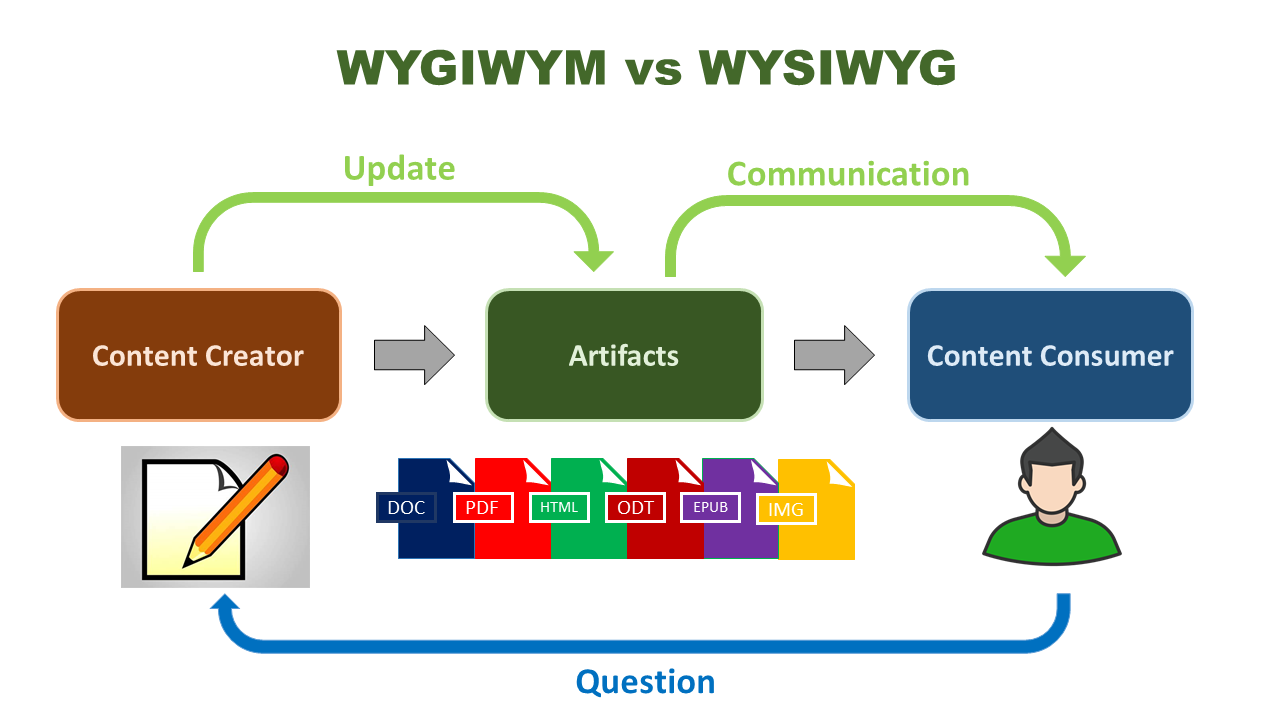 WYGIWYM vs WYSIWYG
Update
Communication
Content Creator
Artifacts
Content Consumer
DOC
PDF
HTML
ODT
EPUB
IMG
Question